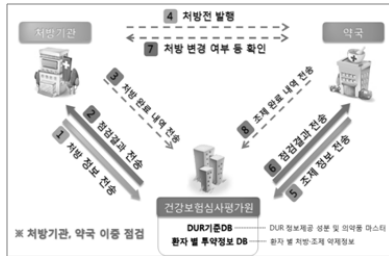 4 처방전 발행
처방기관
약국
7 처방 변경 여부 등 확인
3 처방 완료 내역 전송
8 조제 완료 내역 전송
2 점검결과 전송
1 처방 정보 전송
6 점검결과 전송
5 조제 정보 전송
건강보험심사평가원
DUR기준DB
DUR 정보제공 성분 및 의약품 마스터
환자 별 투약정보 DB
환자 별 처방·조제 약제정보
※ 처방기관, 약국 이중 점검